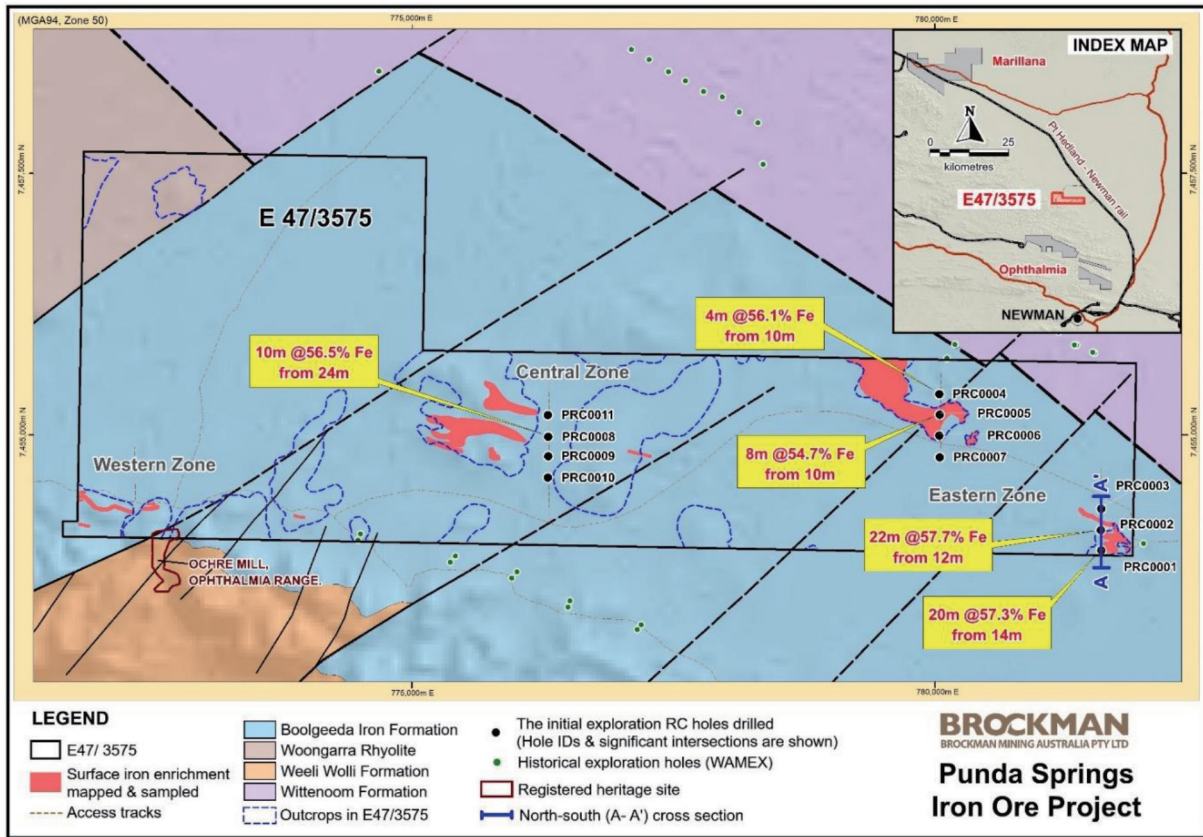 (MGA94, Zone 50)
775,000m E
780,000m E
7,457,500m N
7,457,500m N
INDEX MAP
Marillana
N
0 25
kilometres
Pt Hedland - Newman rail
E47/3575
Ophthalmia
NEWMAN
E 47/3575
4m @56.1% Fe
from 10m
10m @56.5% Fe
from 24m
Central Zone
PRC0004
PRC0011
PRC0005
PRC0008
PRC0006
7,455,000m N
7,455,000m N
PRC0009
8m @54.7% Fe
from 10m
PRC0007
Western Zone
PRC0010
Eastern Zone
A'
PRC0003
PRC0002
22m @57.7% Fe
from 12m
OCHRE MILL,
OPHTHALMIA RANGE.
PRC0001
A
20m @57.3% Fe
from 14m
775,000m E
780,000m E
LEGEND
E47/ 3575
Surface iron enrichment
mapped & sampled
Access tracks
Boolgeeda Iron Formation
Woongarra Rhyolite
Weeli Wolli Formation
Wittenoom Formation
Outcrops in E47/3575
The initial exploration RC holes drilled
(Hole IDs & significant intersections are shown)
Historical exploration holes (WAMEX)
Registered heritage site
North-south (A- A') cross section
BROCKMAN
BROCKMAN MINING AUSTRALIA PTY LTD
Punda Springs
Iron Ore Project